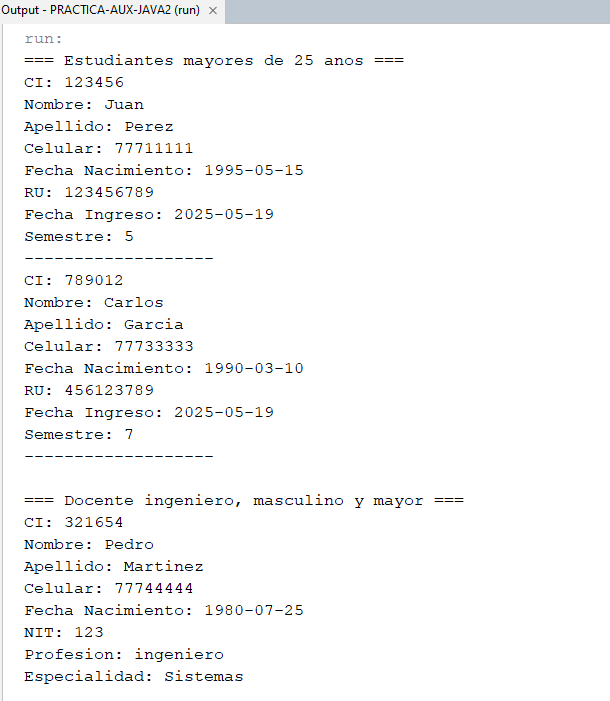 Output - PRACTICA-AUX-JAVA2 (run) ×
run:
=== Estudiantes mayores de 25 anos ===
CI: 123456
Nombre: Juan
Apellido: Perez
Celular: 77711111
Fecha Nacimiento: 1995-05-15
RU: 123456789
Fecha Ingreso: 2025-05-19
Semestre: 5
-------------------
CI: 789012
Nombre: Carlos
Apellido: Garcia
Celular: 77733333
Fecha Nacimiento: 1990-03-10
RU: 456123789
Fecha Ingreso: 2025-05-19
Semestre: 7
-------------------
=== Docente ingeniero, masculino y mayor ===
CI: 321654
Nombre: Pedro
Apellido: Martinez
Celular: 77744444
Fecha Nacimiento: 1980-07-25
NIT: 123
Profesion: ingeniero
Especialidad: Sistemas